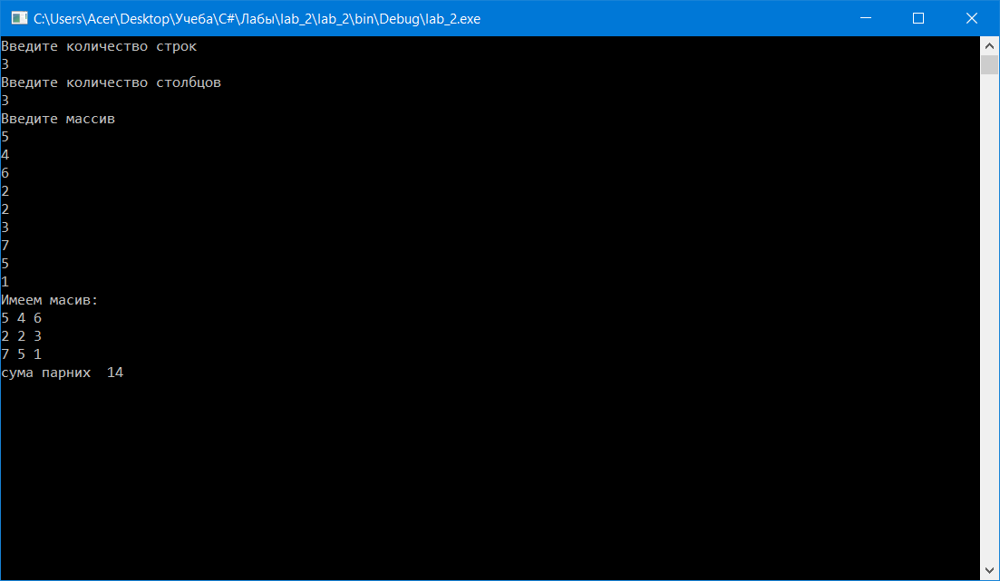 C:\Users\Acer\Desktop\Учеба\C#\Лабы\lab_2\lab_2\bin\Debug\lab_2.exe
Введите количество строк
3
Введите количество столбцов
3
Введите массив
5
4
6
2
2
3
7
5
1
Имеем масив:
5 4 6
2 2 3
7 5 1
сума парних  14